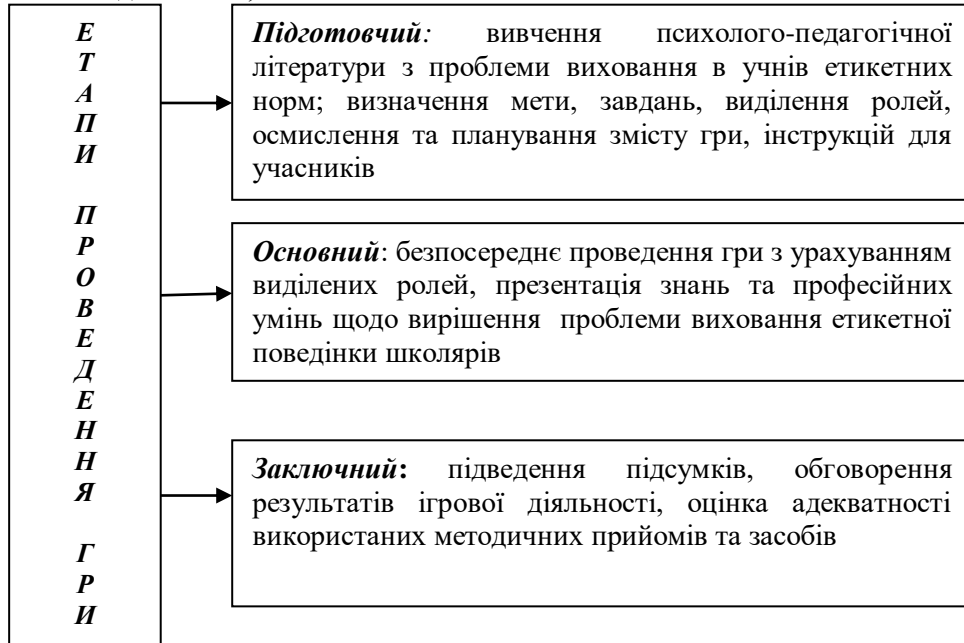 Е
Т
А
П
И
П
Р
О
В
Е
Д
Е
Н
Н
Я
Г
Р
И
Підготовчий: вивчення психолого-педагогічної
літератури з проблеми виховання в учнів етикетних
норм; визначення мети, завдань, виділення ролей,
осмислення та планування змісту гри, інструкцій для
учасників
Основний: безпосереднє проведення гри з урахуванням
виділених ролей, презентація знань та професійних
умінь щодо вирішення проблеми виховання етикетної
поведінки школярів
Заключний: підведення підсумків, обговорення
результатів ігрової діяльності, оцінка адекватності
використаних методичних прийомів та засобів